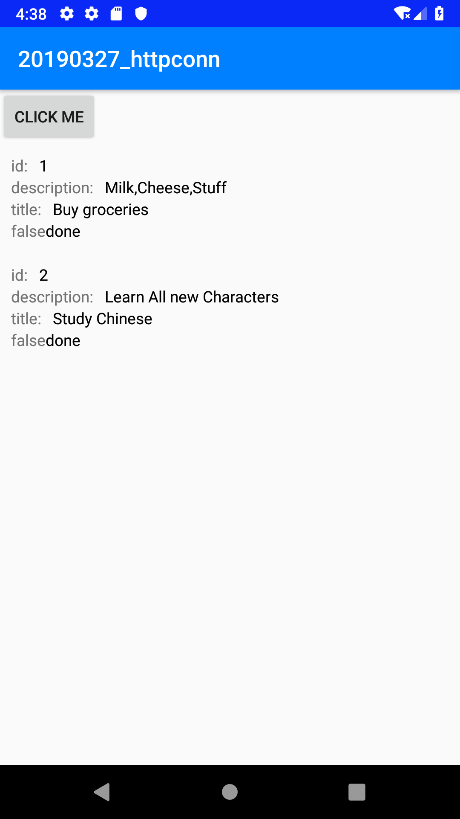 4:38
20190327_httpconn
CLICK ME
id: 1
description: Milk,Cheese,Stuff
title: Buy groceries
falsedone
id: 2
description: Learn All new Characters
title: Study Chinese
falsedone